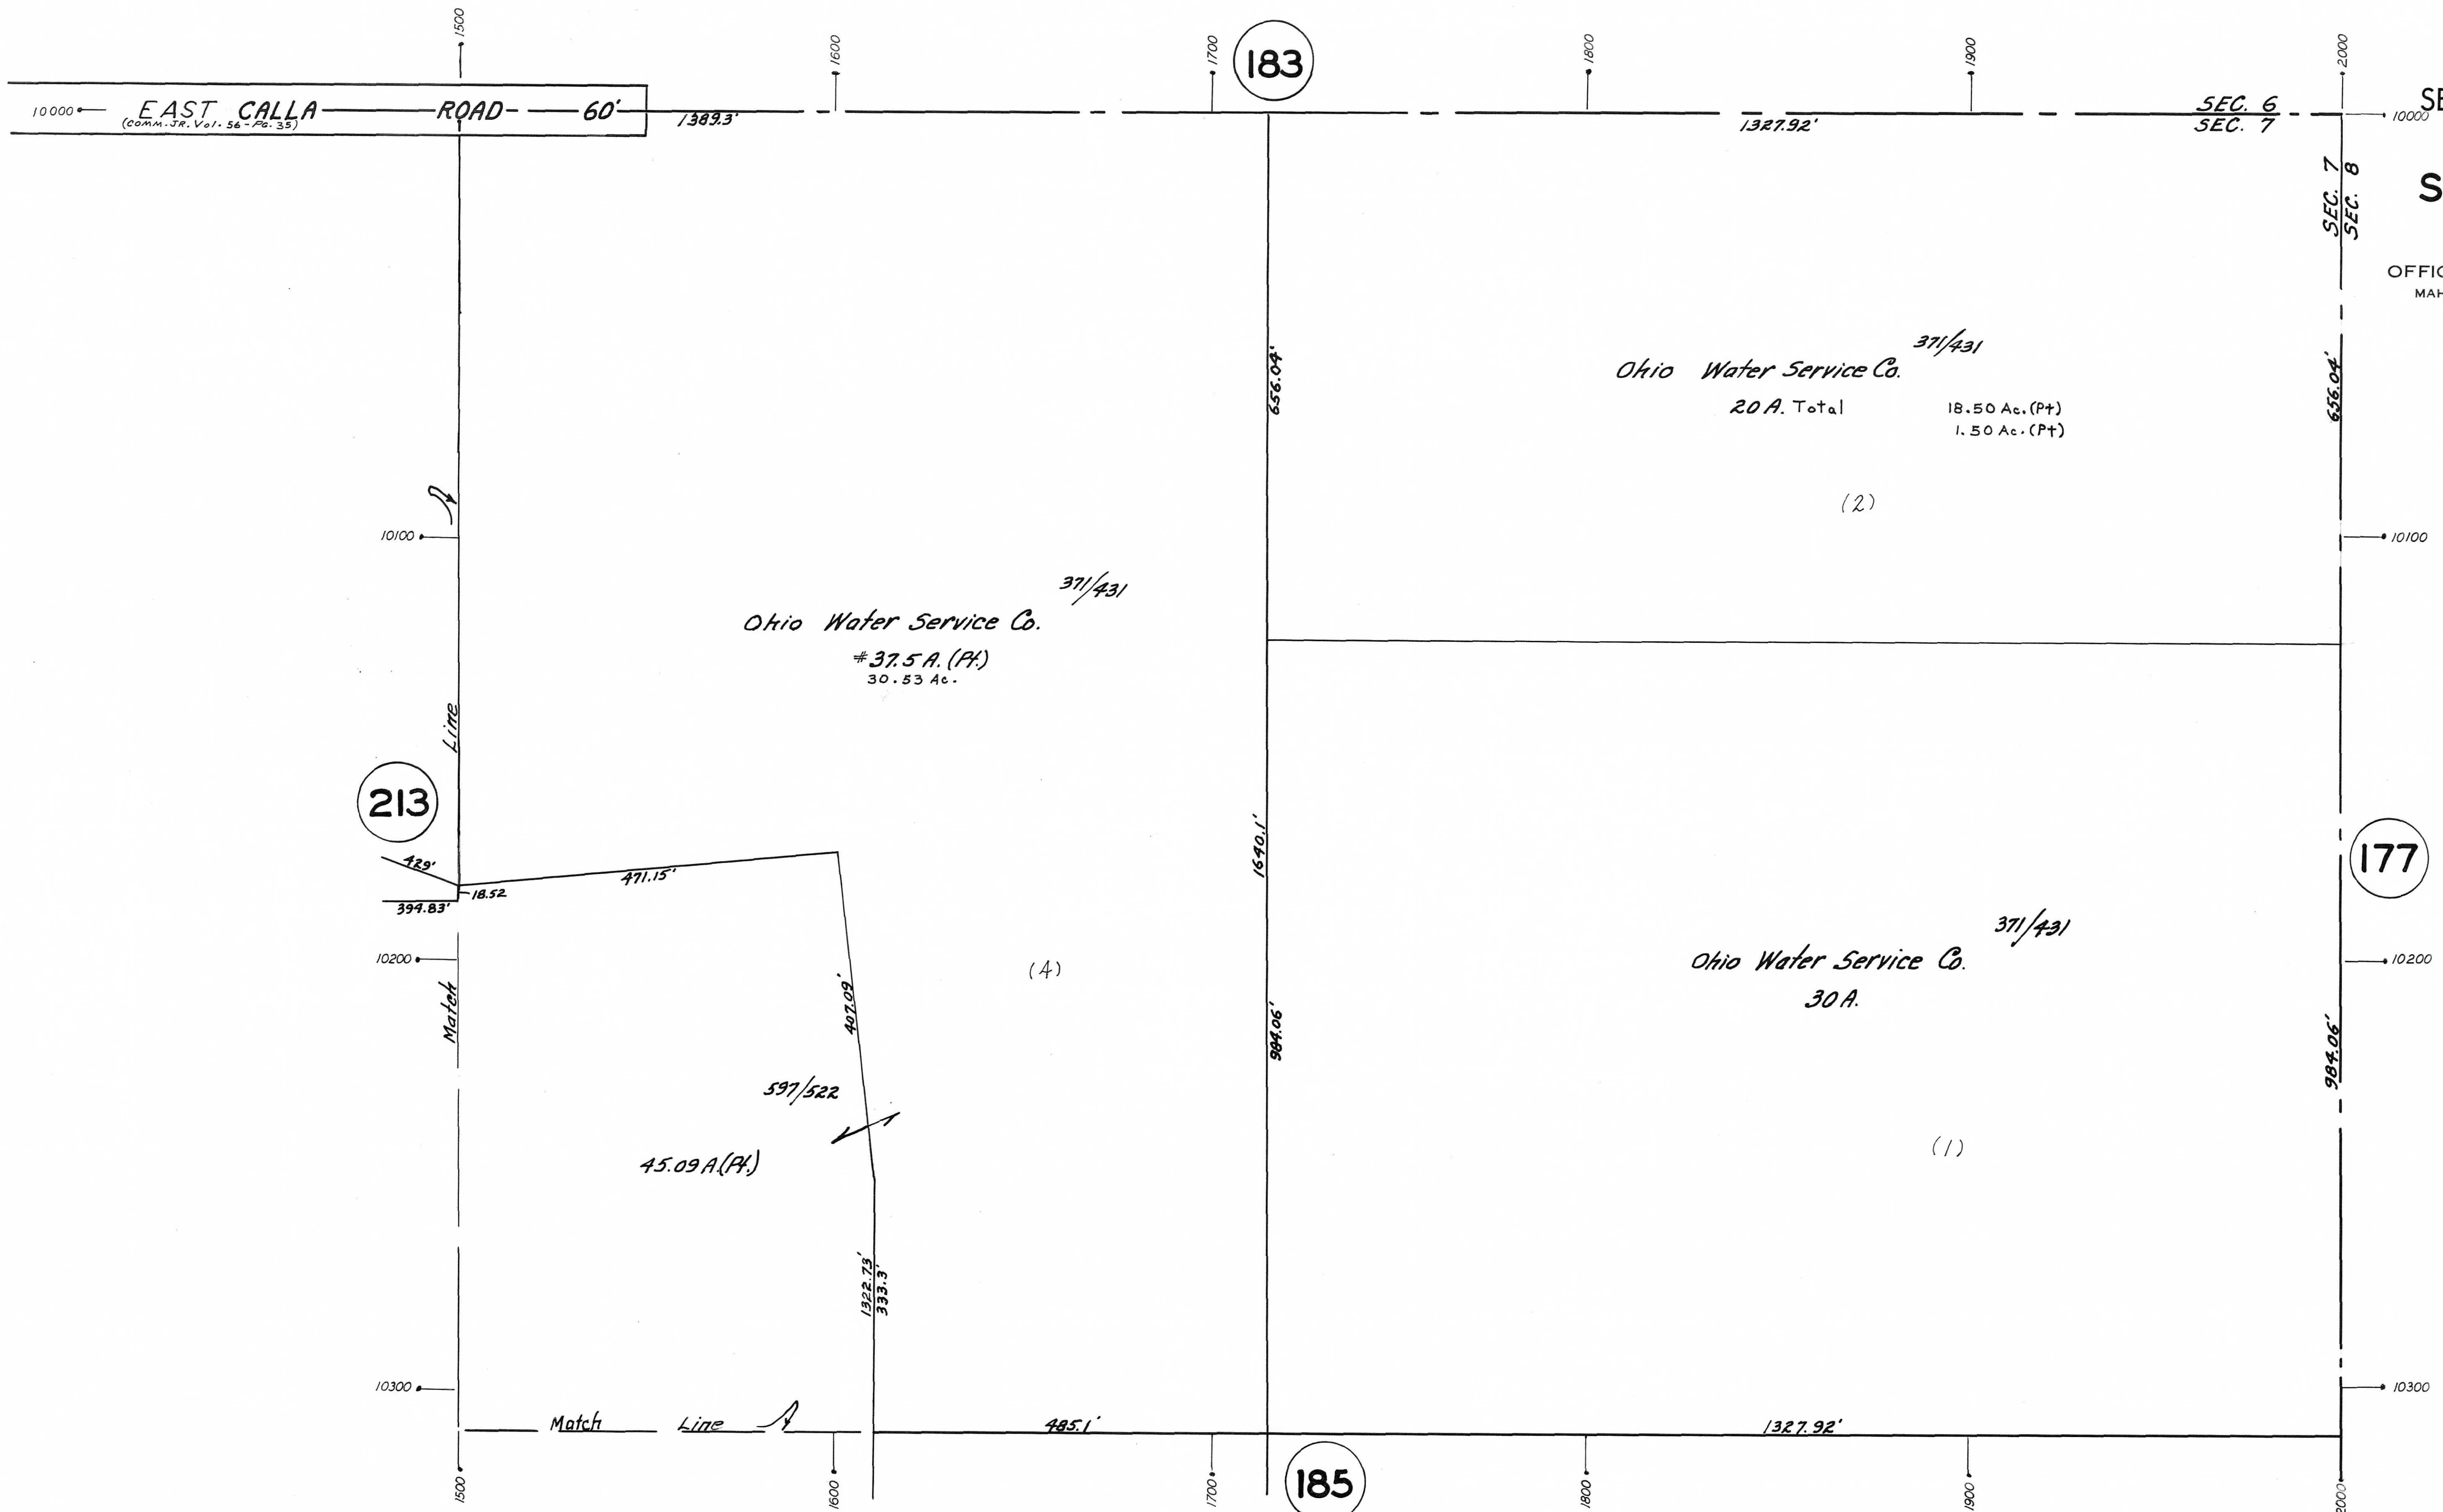 1500
1600
1700
183
1800
1900
2000
10000
EAST CALLA ROAD 60'
(COMM. JR. Vol. 56 - PG. 35)
1389.3'
1327.92'
SEC. 6
SEC. 7
10000
SE
S
SEC. 7
SEC. 8
OFFIC
MAH
656.04'
656.04'
Ohio Water Service Co.
371/431
20 A. Total
18.50 Ac. (Pt)
1.50 Ac. (Pt)
(2)
10100
10100
Ohio Water Service Co.
371/431
#37.5 A. (Pt.)
30.53 Ac.
Line
213
429'
18.52
394.83'
471.15'
1640.1'
177
10200
10200
Match
(4)
407.09'
984.06'
Ohio Water Service Co.
371/431
30 A.
984.06'
597/522
45.09 A. (Pt.)
(1)
1322.73'
333.3'
10300
10300
Match Line
485.1'
1327.92'
1500
1600
1700
185
1800
1900
2000